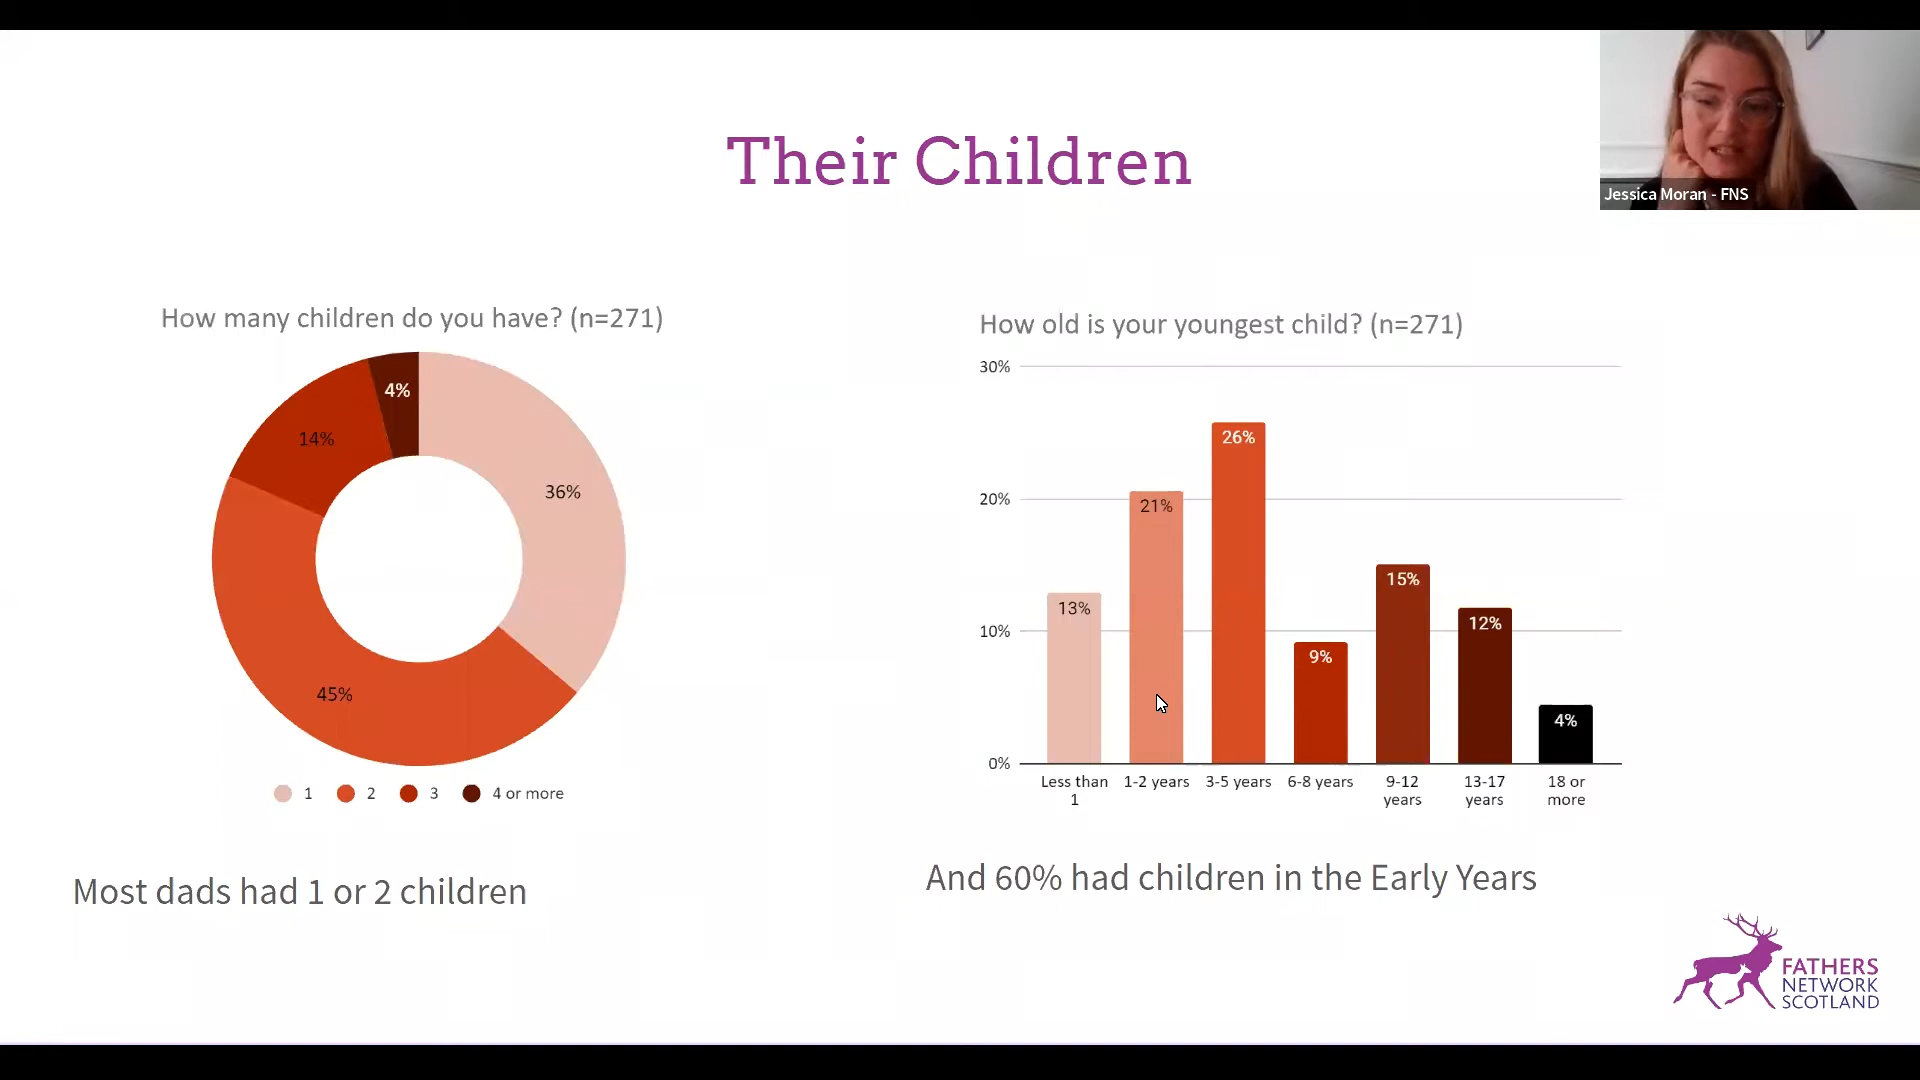 Their Children
Jessica Moran - FNS
How many children do you have? (n=271)
4%
14%
36%
45%
1 2 3 4 or more
Most dads had 1 or 2 children
How old is your youngest child? (n=271)
30%
20%
10%
0%
13%
21%
26%
9%
15%
12%
4%
Less than
1
1-2 years
3-5 years
6-8 years
9-12
years
13-17
years
18 or
more
And 60% had children in the Early Years
FATHERS
NETWORK
SCOTLAND